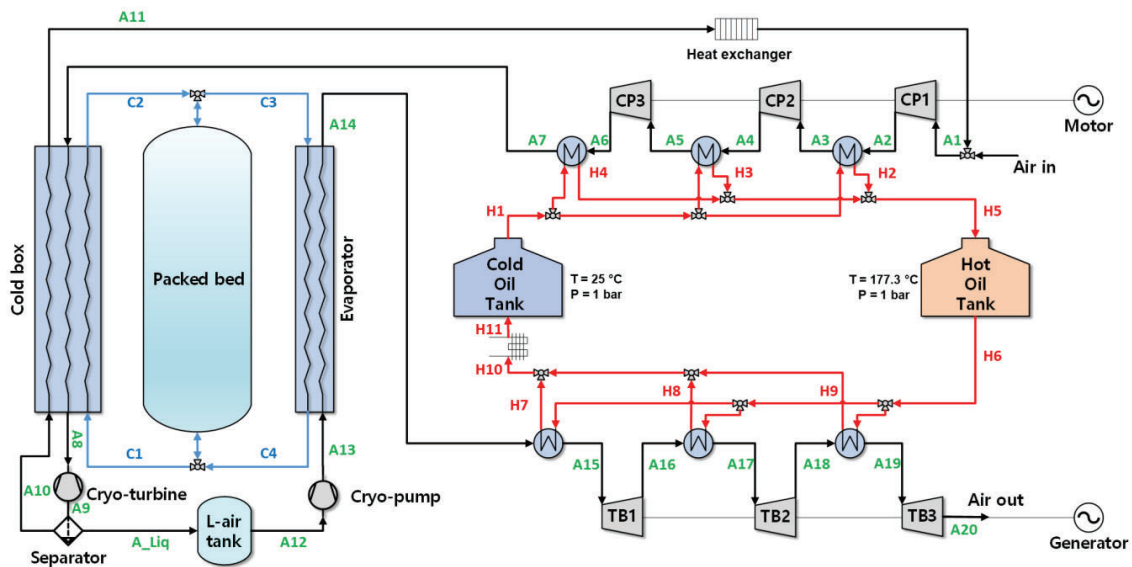 A11
Heat exchanger
C2
C3
A14
CP3
CP2
CP1
Motor
A7
A6
A5
A4
A3
A2
A1
Air in
H4
H3
H2
H1
H5
Cold box
Packed bed
Evaporator
Cold
Oil
Tank
T = 25 °C
P = 1 bar
T = 177.3 °C
P = 1 bar
Hot
Oil
Tank
H11
H10
H6
H7
H8
H9
A8
C1
C4
A13
A10
Cryo-turbine
A9
Separator
A_Liq
L-air
tank
A12
Cryo-pump
A15
A16
A17
A18
A19
TB1
TB2
TB3
Air out
A20
Generator